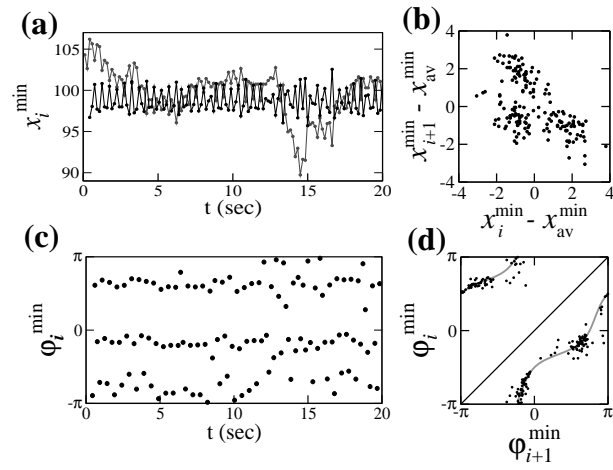 (a)
105
100
95
90
x_i^min
0 5 10 15 20
t (sec)
(b)
4
2
0
-2
-4
x_{i+1}^min - x_av^min
-4 -2 0 2 4
x_i^min - x_av^min
(c)
π
0
-π
φ_i^min
0 5 10 15 20
t (sec)
(d)
π
0
-π
φ_i^min
-π 0 π
φ_{i+1}^min